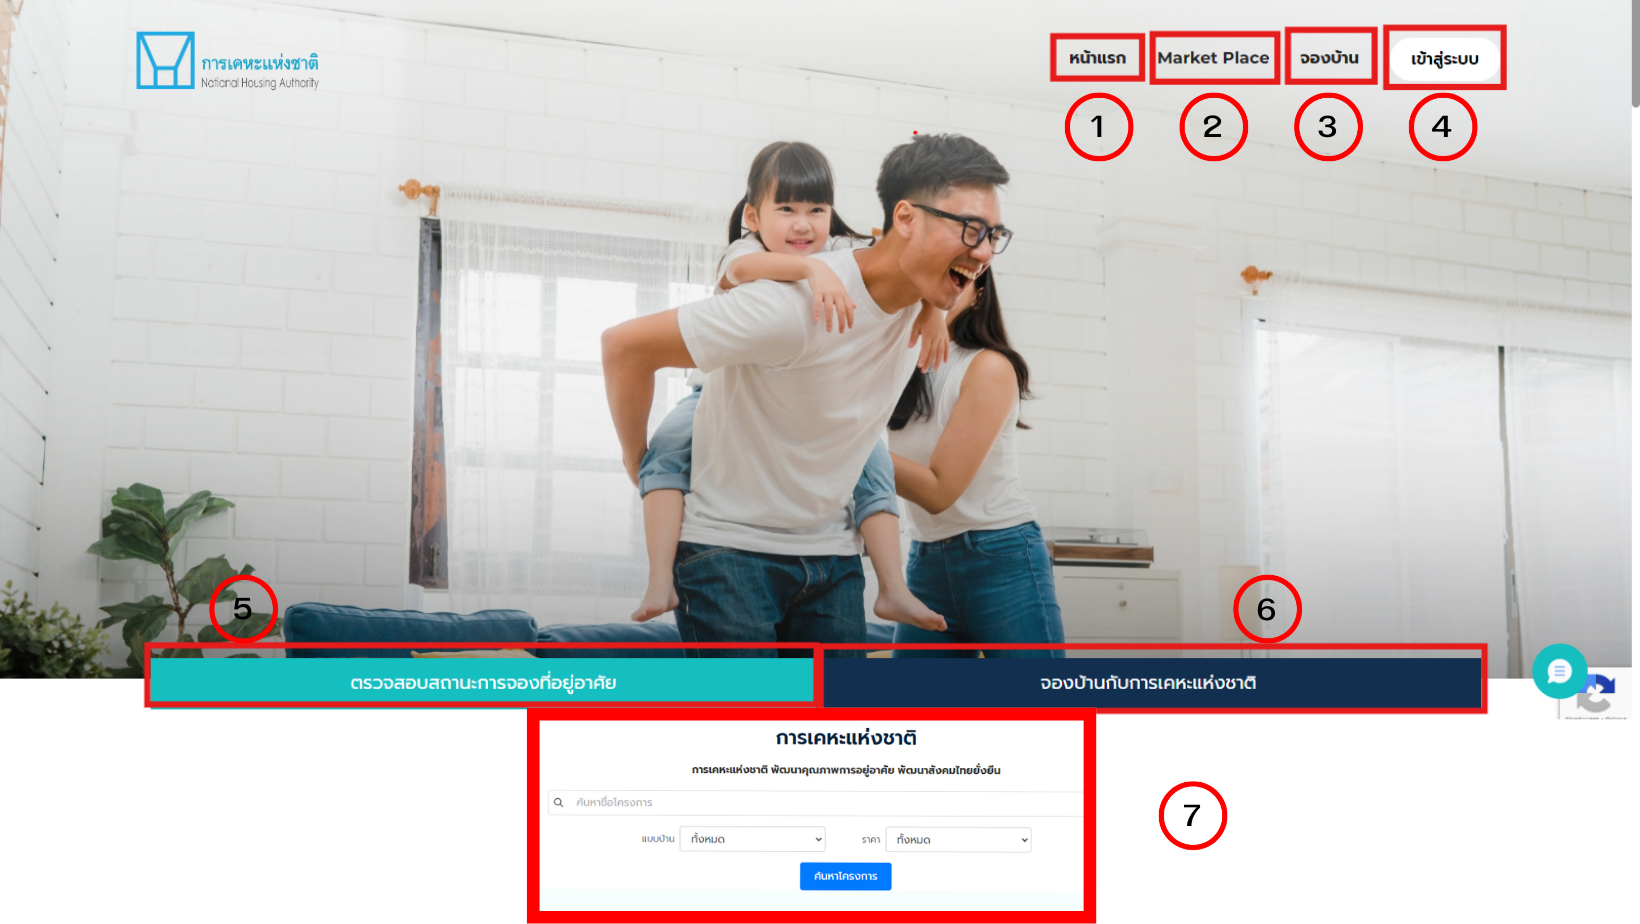 การเคหะแห่งชาติ
National Housing Authority
หน้าแรก
Market Place
จองบ้าน
เข้าสู่ระบบ
1
2
3
4
5
6
ตรวจสอบสถานะการจองที่อยู่อาศัย
จองบ้านกับการเคหะแห่งชาติ
การเคหะแห่งชาติ
การเคหะแห่งชาติ พัฒนาคุณภาพการอยู่อาศัย พัฒนาสังคมไทยยั่งยืน
ค้นหาชื่อโครงการ
แบบบ้าน ทั้งหมด ราคา ทั้งหมด
ค้นหาโครงการ
7